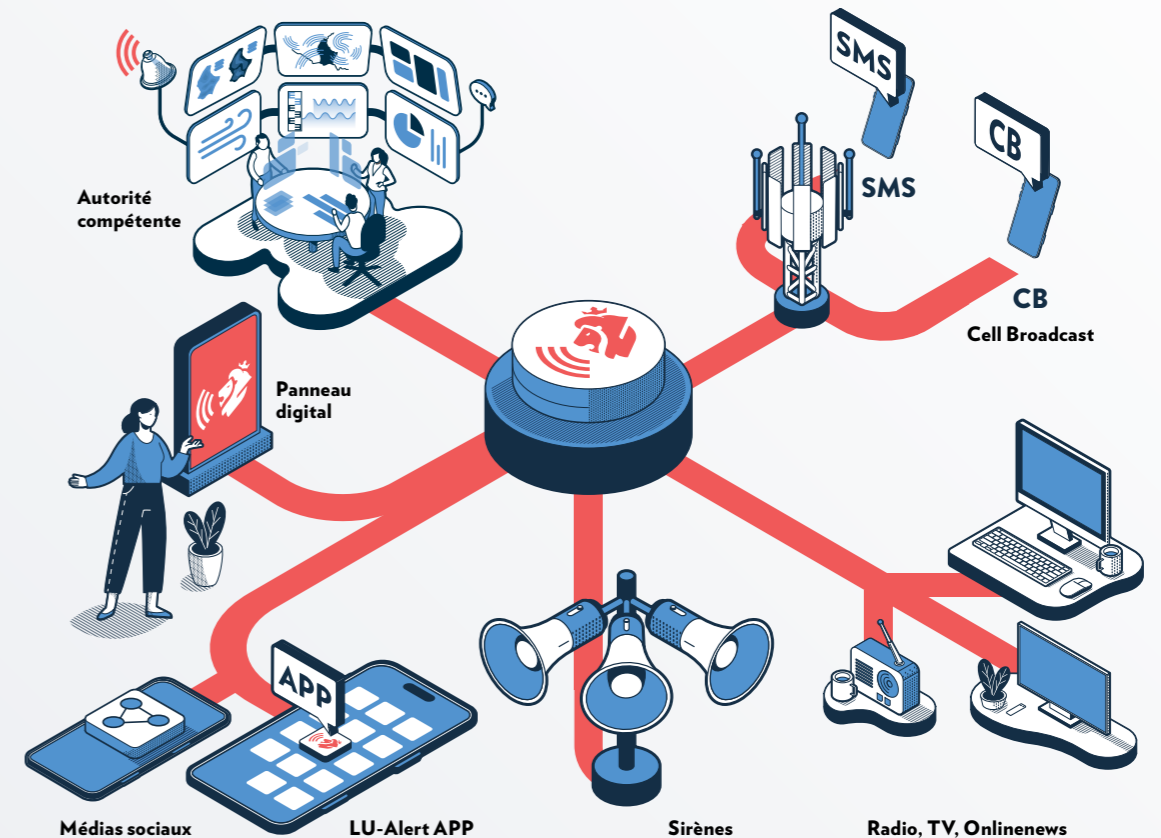 SMS
CB
Autorité
compétente
SMS
CB
Cell Broadcast
Panneau
digital
APP
Médias sociaux
LU-Alert APP
Sirènes
Radio, TV, Onlinenews